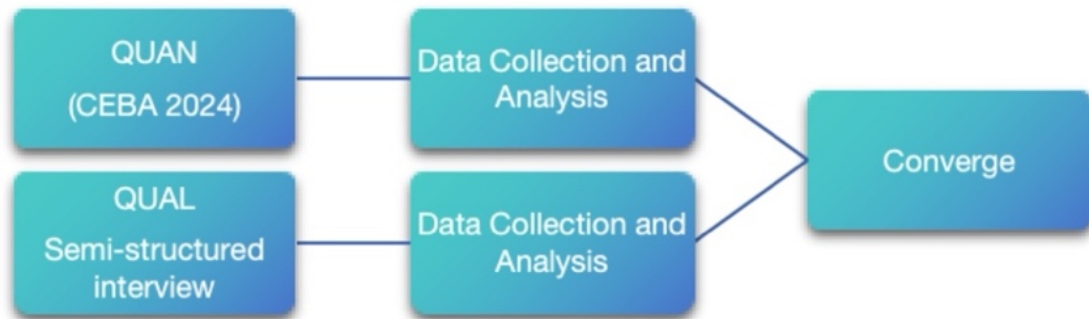 QUAN
(CEBA 2024)
Data Collection and
Analysis
QUAL
Semi-structured
interview
Data Collection and
Analysis
Converge